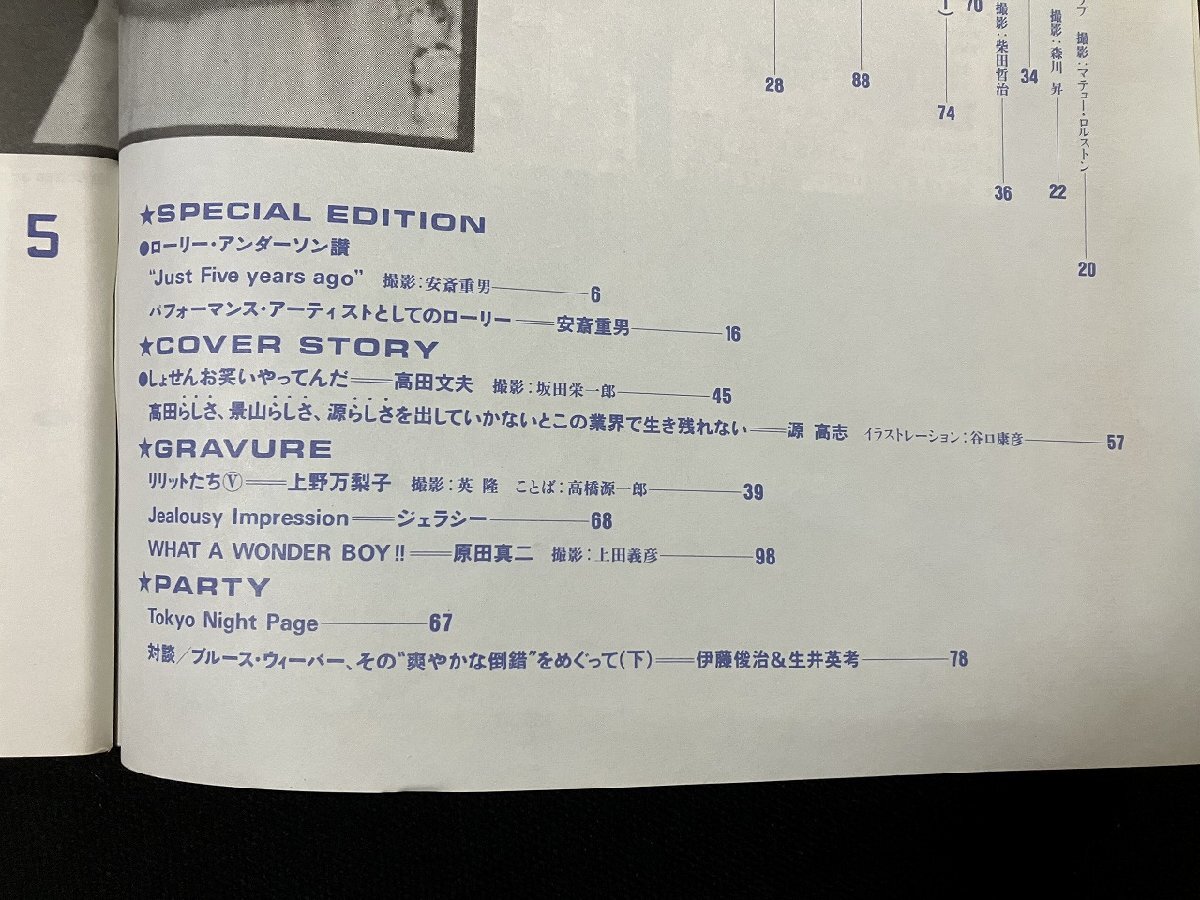 28
88
74
70
撮影:柴田哲治
36
34
撮影:森川 昇
22
フ 撮影:マテュー・ロルストン
20
5
★SPECIAL EDITION
●ローリー・アンダーソン讃
“Just Five years ago” 撮影:安斎重男 6
パフォーマンス・アーティストとしてのローリー 安斎重男 16
★COVER STORY
●しょせんお笑いやってんだ 高田文夫 撮影:坂田栄一郎 45
高田らしさ、景山らしさ、源らしさを出していかないとこの業界で生き残れない 源 高志 イラストレーション:谷口康彦 57
★GRAVURE
リリットたちⓋ 上野万梨子 撮影:英 隆 ことば:高橋源一郎 39
Jealousy Impression ジェラシー 68
WHAT A WONDER BOY!! 原田真二 撮影:上田義彦 98
★PARTY
Tokyo Night Page 67
対談/ブルース・ウィーバー、その“爽やかな倒錯”をめぐって(下) 伊藤俊治&生井英考 78